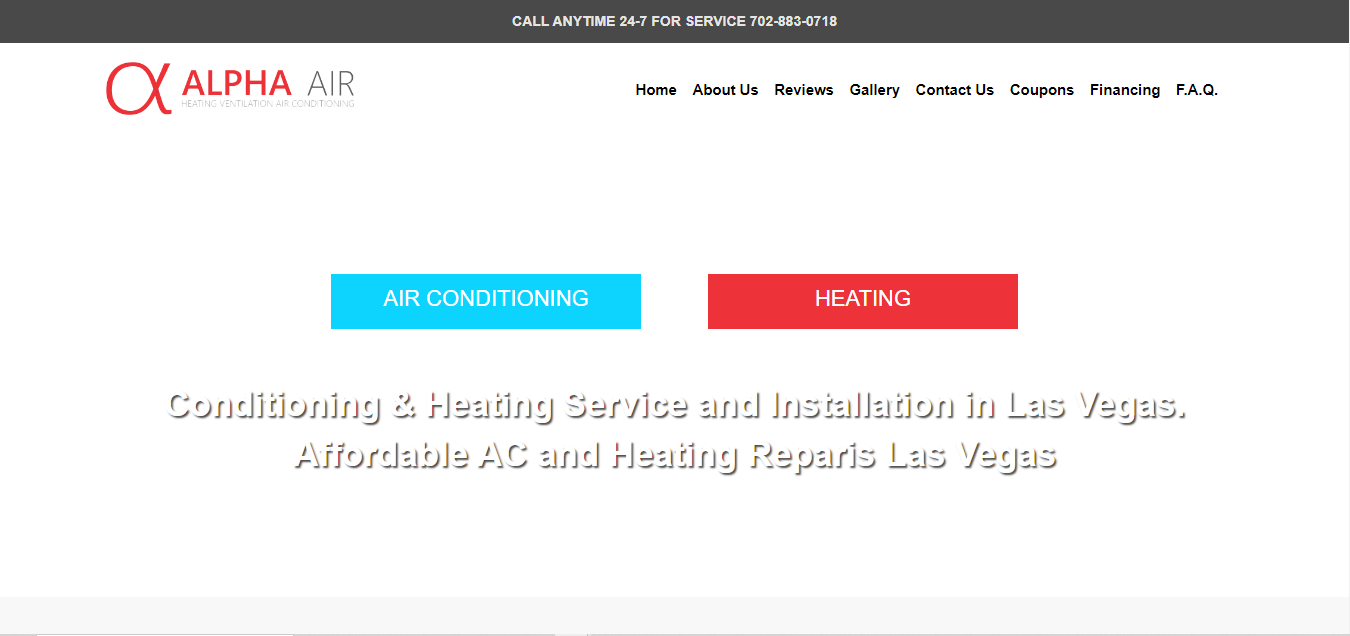 CALL ANYTIME 24-7 FOR SERVICE 702-883-0718
ALPHA AIR
HEATING VENTILATION AIR CONDITIONING
Home About Us Reviews Gallery Contact Us Coupons Financing F.A.Q.
AIR CONDITIONING HEATING
Conditioning & Heating Service and Installation in Las Vegas.
Affordable AC and Heating Reparis Las Vegas